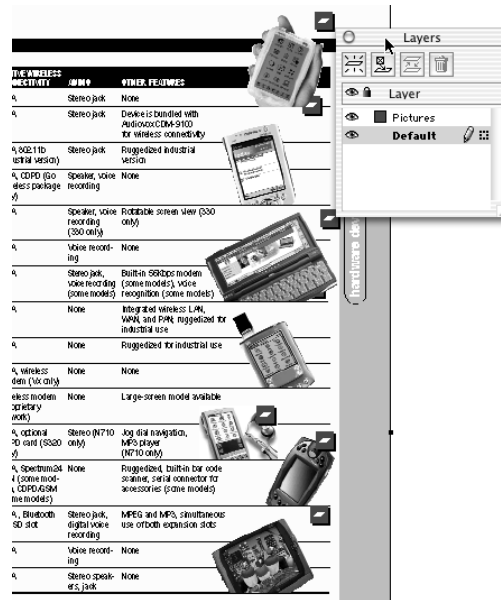 Layers
Layer
Pictures
Default
hardware dev
TIVE WIRELESS
NECTIVITY AUDIO OTHER FEATURES
Stereo jack None
Stereo jack Device is bundled with
Audiovox CDM-9100
for wireless connectivity
, 802.11b Stereo jack Ruggedized industrial
ustrial version) version
, CDPD (Go Speaker, voice None
eless package recording
Speaker, voice Rotatable screen view (330
recording only)
(330 only)
Voice record- None
ing
Stereo jack, Built-in 56Kbps modem
voice recording (some models), voice
(some models) recognition (some models)
None Integrated wireless LAN,
WAN, and PAN; ruggedized for
industrial use
None Ruggedized for industrial use
, wireless None None
dem (Vx only)
eless modem None Large-screen model available
oprietary
work)
, optional Stereo (N710 Jog dial navigation,
PD card (S320 only) MP3 player
(N710 only)
, Spectrum24 None Ruggedized, built-in bar code
(some mod- scanner, serial connector for
, CDPD/GSM accessories (some models)
me models)
, Bluetooth Stereo jack, MPEG and MP3, simultaneous
SD slot digital voice use of both expansion slots
recording
Voice record- None
ing
Stereo speak- None
ers, jack